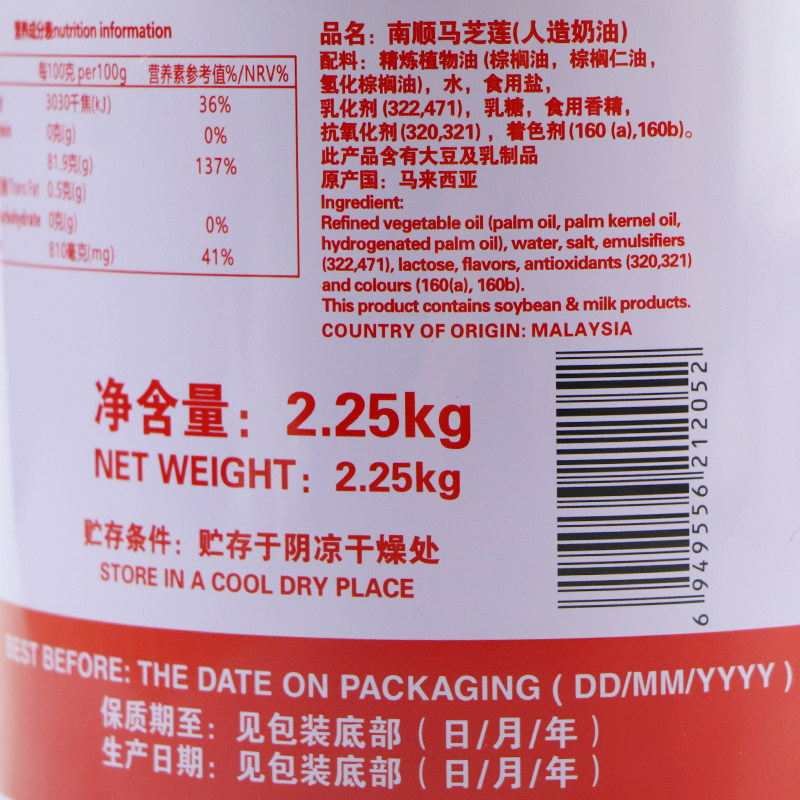 营养成分表nutrition information
每100克 per100g 营养素参考值%/NRV%
3030千焦(kJ) 36%
0克(g) 0%
81.9克(g) 137%
Trans Fat 0.5克(g)
0克(g) 0%
810毫克(mg) 41%
品名：南顺马芝莲(人造奶油)
配料：精炼植物油 (棕榈油，棕榈仁油，
氢化棕榈油)，水，食用盐，
乳化剂 (322,471)，乳糖，食用香精，
抗氧化剂 (320,321)，着色剂 (160 (a),160b)。
此产品含有大豆及乳制品
原产国：马来西亚
Ingredient:
Refined vegetable oil (palm oil, palm kernel oil,
hydrogenated palm oil), water, salt, emulsifiers
(322,471), lactose, flavors, antioxidants (320,321)
and colours (160(a), 160b).
This product contains soybean & milk products.
COUNTRY OF ORIGIN: MALAYSIA
净含量：2.25kg
NET WEIGHT：2.25kg
6 949556 212052
贮存条件：贮存于阴凉干燥处
STORE IN A COOL DRY PLACE
BEST BEFORE: THE DATE ON PACKAGING ( DD/MM/YYYY )
保质期至：见包装底部（日/月/年）
生产日期：见包装底部（日/月/年）